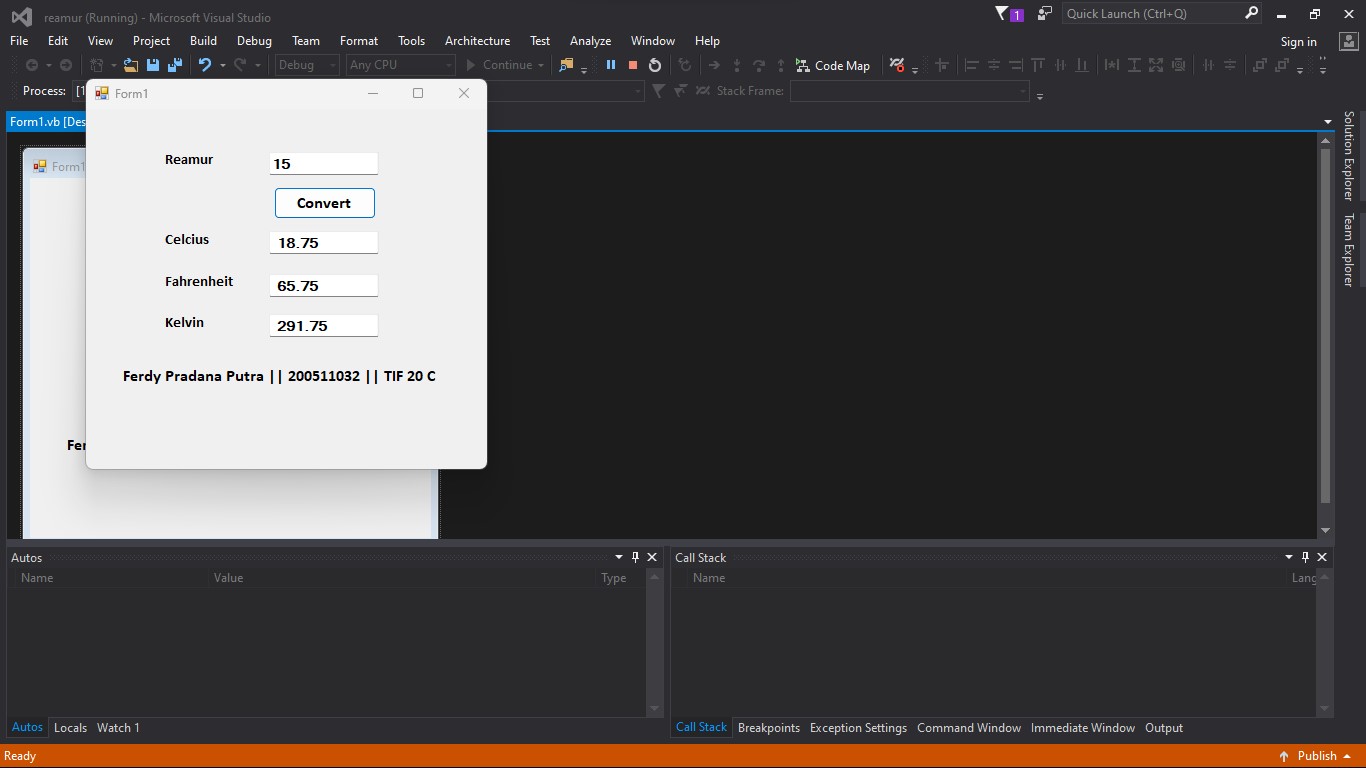 reamur (Running) - Microsoft Visual Studio
1
Quick Launch (Ctrl+Q)
File Edit View Project Build Debug Team Format Tools Architecture Test Analyze Window Help
Sign in
Debug Any CPU Continue Code Map
Process: [1 Stack Frame:
Form1.vb [Des
Form1
Fer
Form1
Reamur 15
Convert
Celcius 18.75
Fahrenheit 65.75
Kelvin 291.75
Ferdy Pradana Putra || 200511032 || TIF 20 C
Solution Explorer
Team Explorer
Autos
Name Value Type
Autos Locals Watch 1
Call Stack
Name Lang
Call Stack Breakpoints Exception Settings Command Window Immediate Window Output
Ready
Publish